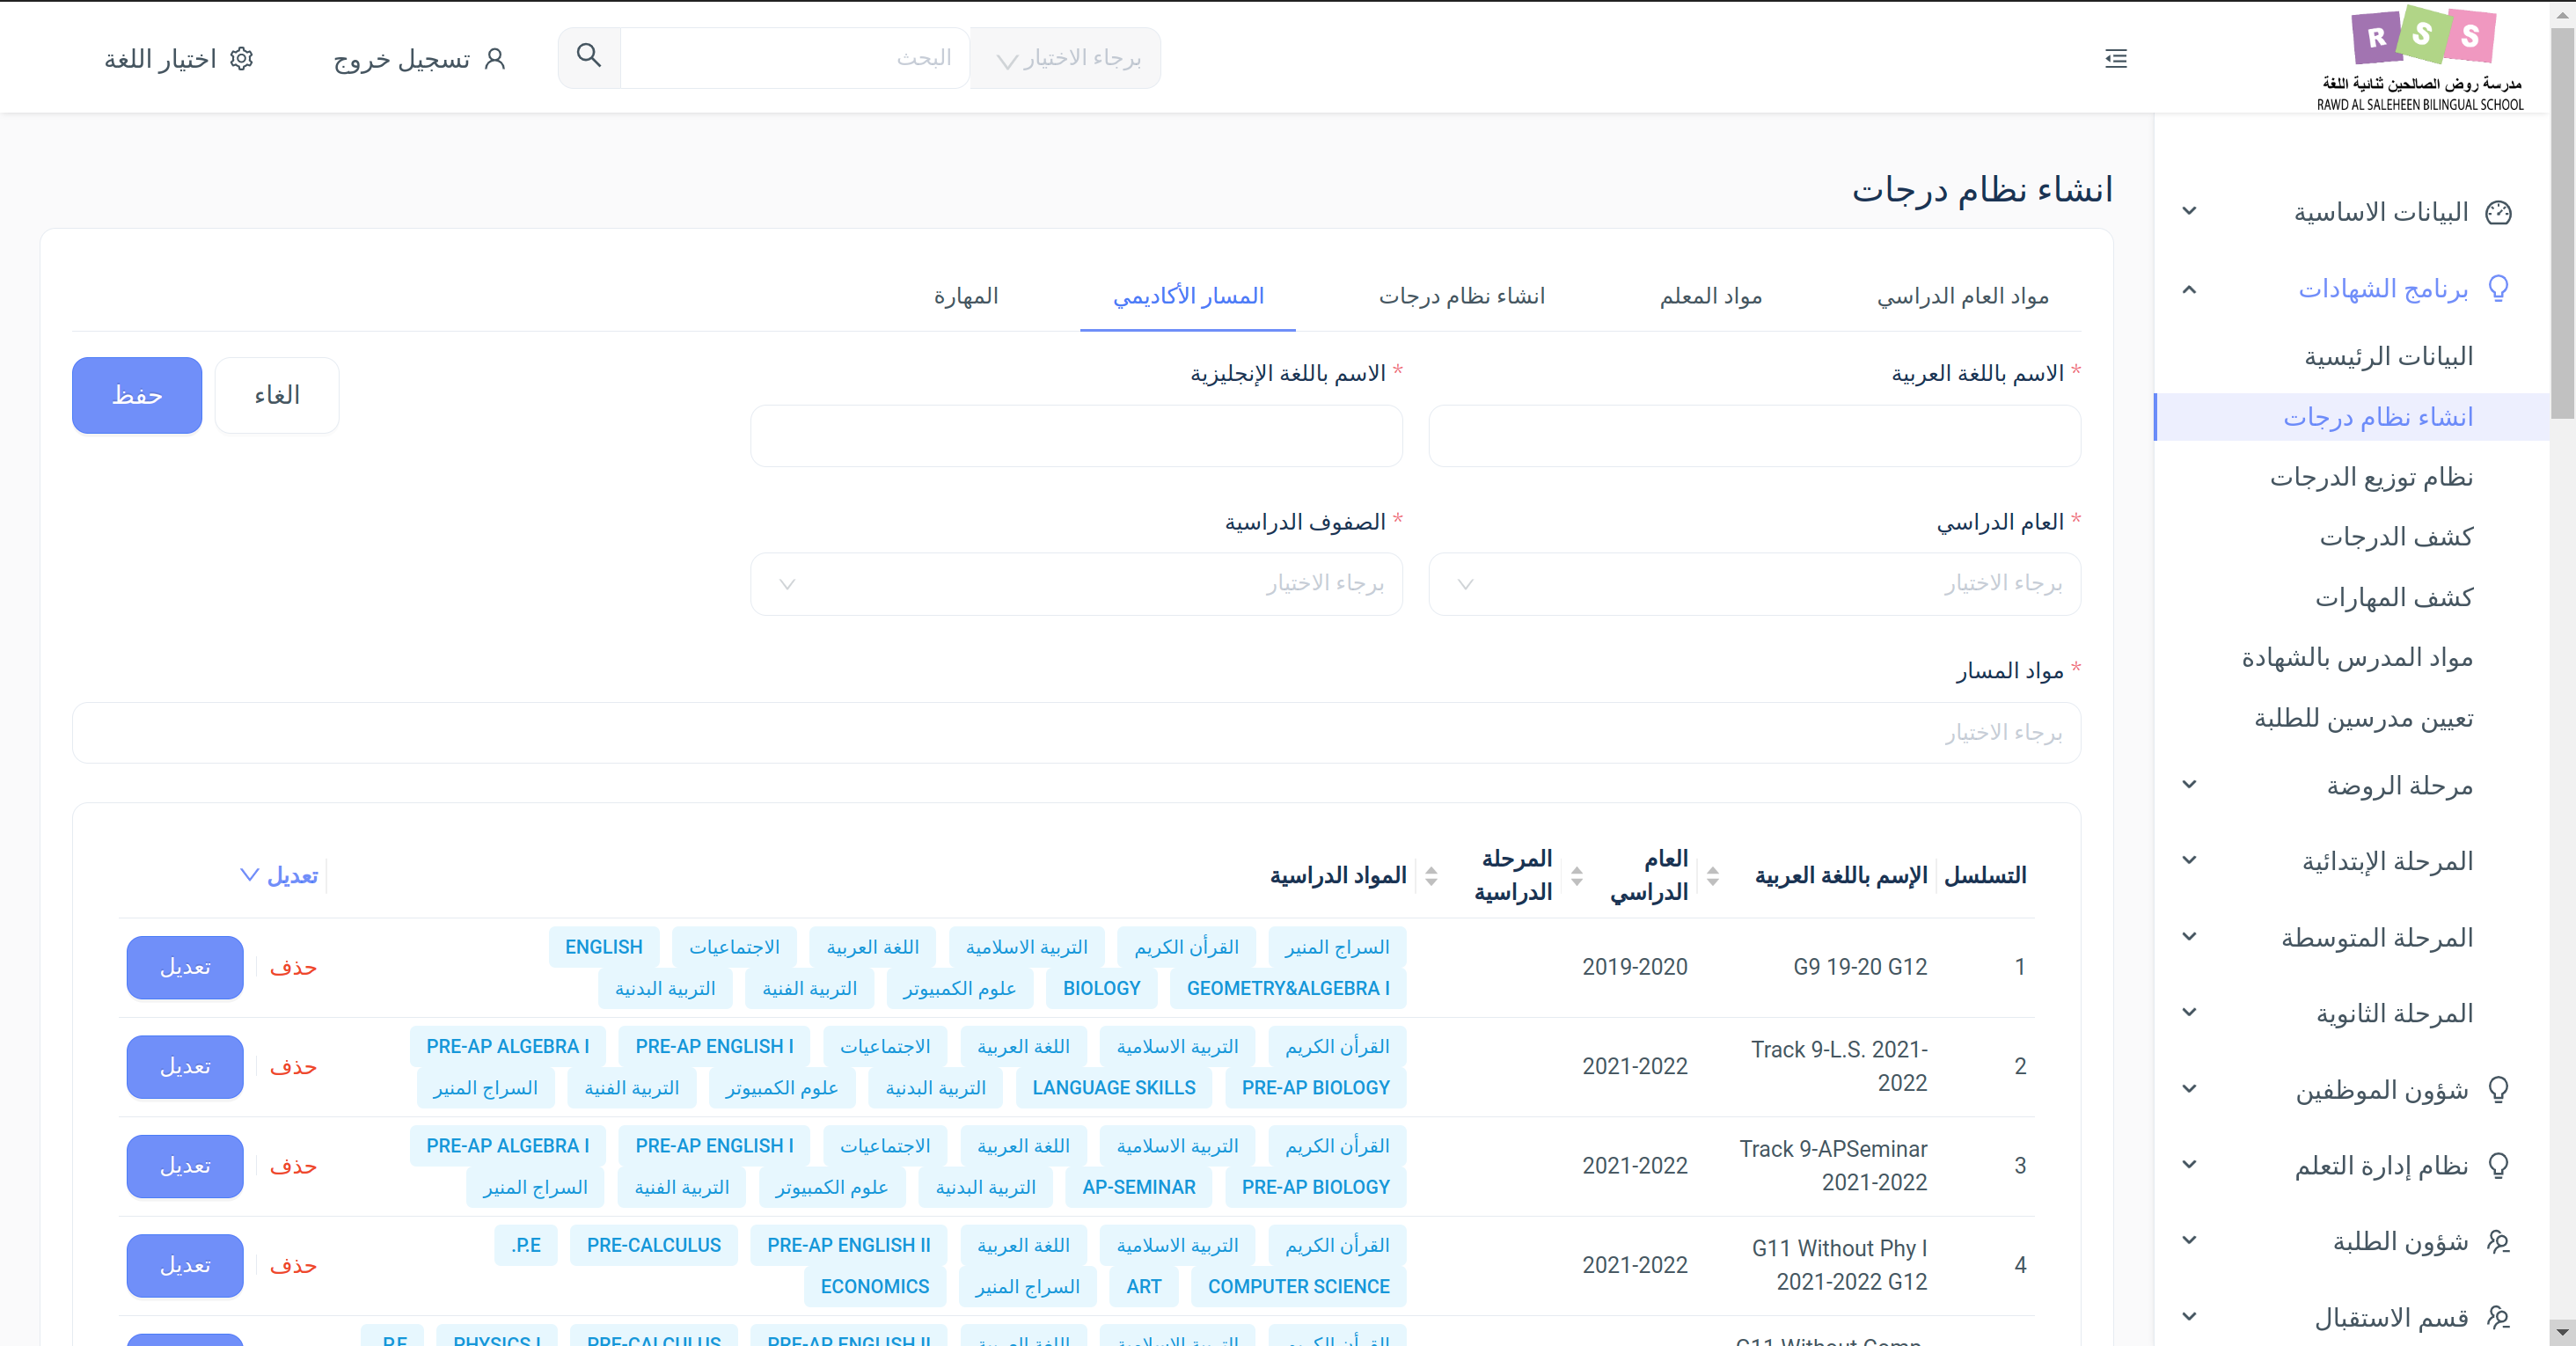 R S S
مدرسة روض الصالحين ثنائية اللغة
RAWD AL SALEHEEN BILINGUAL SCHOOL
برجاء الاختيار
البحث
تسجيل خروج
اختيار اللغة
البيانات الاساسية
برنامج الشهادات
البيانات الرئيسية
انشاء نظام درجات
نظام توزيع الدرجات
كشف الدرجات
كشف المهارات
مواد المدرس بالشهادة
تعيين مدرسين للطلبة
مرحلة الروضة
المرحلة الإبتدائية
المرحلة المتوسطة
المرحلة الثانوية
شؤون الموظفين
نظام إدارة التعلم
شؤون الطلبة
قسم الاستقبال
انشاء نظام درجات
مواد العام الدراسي مواد المعلم انشاء نظام درجات المسار الأكاديمي المهارة
* الاسم باللغة العربية * الاسم باللغة الإنجليزية
الغاء حفظ
* العام الدراسي * الصفوف الدراسية
برجاء الاختيار برجاء الاختيار
* مواد المسار
برجاء الاختيار
التسلسل الإسم باللغة العربية العام الدراسي المرحلة الدراسية المواد الدراسية تعديل
1 G9 19-20 G12 2019-2020 السراج المنير القرأن الكريم التربية الاسلامية اللغة العربية الاجتماعيات ENGLISH
GEOMETRY&ALGEBRA I BIOLOGY علوم الكمبيوتر التربية الفنية التربية البدنية
حذف تعديل
2 Track 9-L.S. 2021-2022 2021-2022 القرأن الكريم التربية الاسلامية اللغة العربية الاجتماعيات PRE-AP ENGLISH I PRE-AP ALGEBRA I
PRE-AP BIOLOGY LANGUAGE SKILLS التربية البدنية علوم الكمبيوتر التربية الفنية السراج المنير
حذف تعديل
3 Track 9-APSeminar 2021-2022 2021-2022 القرأن الكريم التربية الاسلامية اللغة العربية الاجتماعيات PRE-AP ENGLISH I PRE-AP ALGEBRA I
PRE-AP BIOLOGY AP-SEMINAR التربية البدنية علوم الكمبيوتر التربية الفنية السراج المنير
حذف تعديل
4 G11 Without Phy I 2021-2022 G12 2021-2022 القرأن الكريم التربية الاسلامية اللغة العربية PRE-AP ENGLISH II PRE-CALCULUS .P.E
COMPUTER SCIENCE ART السراج المنير ECONOMICS
حذف تعديل
G11 Without Comp- القرأن الكريم التربية الاسلامية اللغة العربية PRE-AP ENGLISH II PRE-CALCULUS PHYSICS I P.E